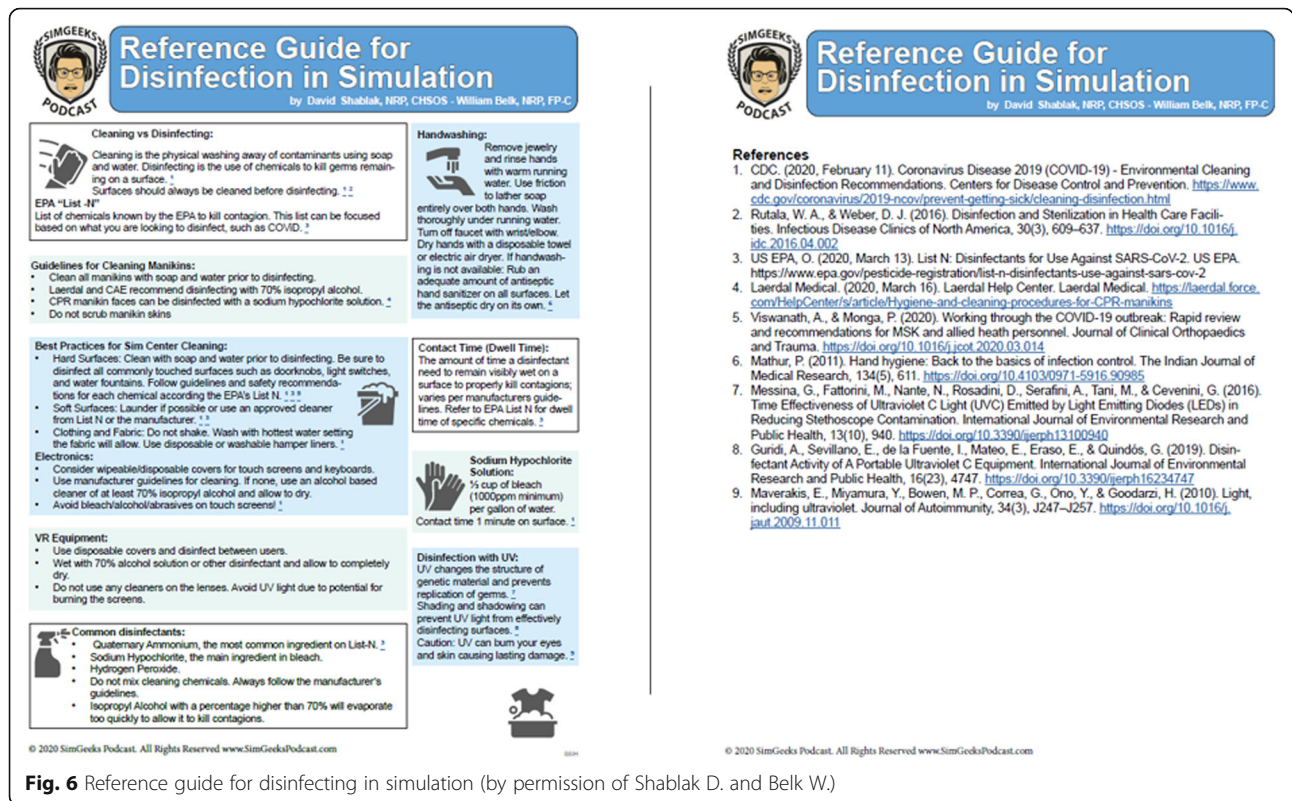 SIMGEEKS
PODCAST
Reference Guide for
Disinfection in Simulation
by David Shablak, NRP, CHSOS - William Belk, NRP, FP-C
Cleaning vs Disinfecting:
Cleaning is the physical washing away of contaminants using soap
and water. Disinfecting is the use of chemicals to kill germs remain-
ing on a surface. 1
Surfaces should always be cleaned before disinfecting. 1 2
EPA "List -N"
List of chemicals known by the EPA to kill contagion. This list can be focused
based on what you are looking to disinfect, such as COVID. 3
Guidelines for Cleaning Manikins:
• Clean all manikins with soap and water prior to disinfecting.
• Laerdal and CAE recommend disinfecting with 70% isopropyl alcohol.
• CPR manikin faces can be disinfected with a sodium hypochlorite solution. 4
• Do not scrub manikin skins
Best Practices for Sim Center Cleaning:
• Hard Surfaces: Clean with soap and water prior to disinfecting. Be sure to
disinfect all commonly touched surfaces such as doorknobs, light switches,
and water fountains. Follow guidelines and safety recommenda-
tions for each chemical according the EPA's List N.
• Soft Surfaces: Launder if possible or use an approved cleaner
from List N or the manufacturer.
• Clothing and Fabric: Do not shake. Wash with hottest water setting
the fabric will allow. Use disposable or washable hamper liners. 1
Electronics:
• Consider wipeable/disposable covers for touch screens and keyboards.
• Use manufacturer guidelines for cleaning. If none, use an alcohol based
cleaner of at least 70% isopropyl alcohol and allow to dry.
• Avoid bleach/alcohol/abrasives on touch screens! 1
VR Equipment:
• Use disposable covers and disinfect between users.
• Wet with 70% alcohol solution or other disinfectant and allow to completely
dry.
• Do not use any cleaners on the lenses. Avoid UV light due to potential for
burning the screens.
Common disinfectants:
• Quaternary Ammonium, the most common ingredient on List-N. 3
• Sodium Hypochlorite, the main ingredient in bleach.
• Hydrogen Peroxide.
• Do not mix cleaning chemicals. Always follow the manufacturer's
guidelines.
• Isopropyl Alcohol with a percentage higher than 70% will evaporate
too quickly to allow it to kill contagions.
Handwashing:
Remove jewelry
and rinse hands
with warm running
water. Use friction
to lather soap
entirely over both hands. Wash
thoroughly under running water.
Turn off faucet with wrist/elbow.
Dry hands with a disposable towel
or electric air dryer. If handwash-
ing is not available: Rub an
adequate amount of antiseptic
hand sanitizer on all surfaces. Let
the antiseptic dry on its own. 6
Contact Time (Dwell Time):
The amount of time a disinfectant
need to remain visibly wet on a
surface to properly kill contagions;
varies per manufacturers guide-
lines. Refer to EPA List N for dwell
time of specific chemicals. 3
Sodium Hypochlorite
Solution:
⅓ cup of bleach
(1000ppm minimum)
per gallon of water.
Contact time 1 minute on surface. 1
Disinfection with UV:
UV changes the structure of
genetic material and prevents
replication of germs. 7
Shading and shadowing can
prevent UV light from effectively
disinfecting surfaces. 8
Caution: UV can burn your eyes
and skin causing lasting damage. 9
© 2020 SimGeeks Podcast. All Rights Reserved www.SimGeeksPodcast.com
SIMGEEKS
PODCAST
Reference Guide for
Disinfection in Simulation
by David Shablak, NRP, CHSOS - William Belk, NRP, FP-C
References
1. CDC. (2020, February 11). Coronavirus Disease 2019 (COVID-19) - Environmental Cleaning
and Disinfection Recommendations. Centers for Disease Control and Prevention. https://www.
cdc.gov/coronavirus/2019-ncov/prevent-getting-sick/cleaning-disinfection.html
2. Rutala, W. A., & Weber, D. J. (2016). Disinfection and Sterilization in Health Care Facili-
ties. Infectious Disease Clinics of North America, 30(3), 609–637. https://doi.org/10.1016/j.
idc.2016.04.002
3. US EPA, O. (2020, March 13). List N: Disinfectants for Use Against SARS-CoV-2. US EPA.
https://www.epa.gov/pesticide-registration/list-n-disinfectants-use-against-sars-cov-2
4. Laerdal Medical. (2020, March 16). Laerdal Help Center. Laerdal Medical. https://laerdal.force.
com/HelpCenter/s/article/Hygiene-and-cleaning-procedures-for-CPR-manikins
5. Viswanath, A., & Monga, P. (2020). Working through the COVID-19 outbreak: Rapid review
and recommendations for MSK and allied heath personnel. Journal of Clinical Orthopaedics
and Trauma. https://doi.org/10.1016/j.jcot.2020.03.014
6. Mathur, P. (2011). Hand hygiene: Back to the basics of infection control. The Indian Journal of
Medical Research, 134(5), 611. https://doi.org/10.4103/0971-5916.90985
7. Messina, G., Fattorini, M., Nante, N., Rosadini, D., Serafini, A., Tani, M., & Cevenini, G. (2016).
Time Effectiveness of Ultraviolet C Light (UVC) Emitted by Light Emitting Diodes (LEDs) in
Reducing Stethoscope Contamination. International Journal of Environmental Research and
Public Health, 13(10), 940. https://doi.org/10.3390/ijerph13100940
8. Guridi, A., Sevillano, E., de la Fuente, I., Mateo, E., Eraso, E., & Quindós, G. (2019). Disin-
fectant Activity of A Portable Ultraviolet C Equipment. International Journal of Environmental
Research and Public Health, 16(23), 4747. https://doi.org/10.3390/ijerph16234747
9. Maverakis, E., Miyamura, Y., Bowen, M. P., Correa, G., Ono, Y., & Goodarzi, H. (2010). Light,
including ultraviolet. Journal of Autoimmunity, 34(3), J247–J257. https://doi.org/10.1016/j.
jaut.2009.11.011
© 2020 SimGeeks Podcast. All Rights Reserved www.SimGeeksPodcast.com
Fig. 6 Reference guide for disinfecting in simulation (by permission of Shablak D. and Belk W.)